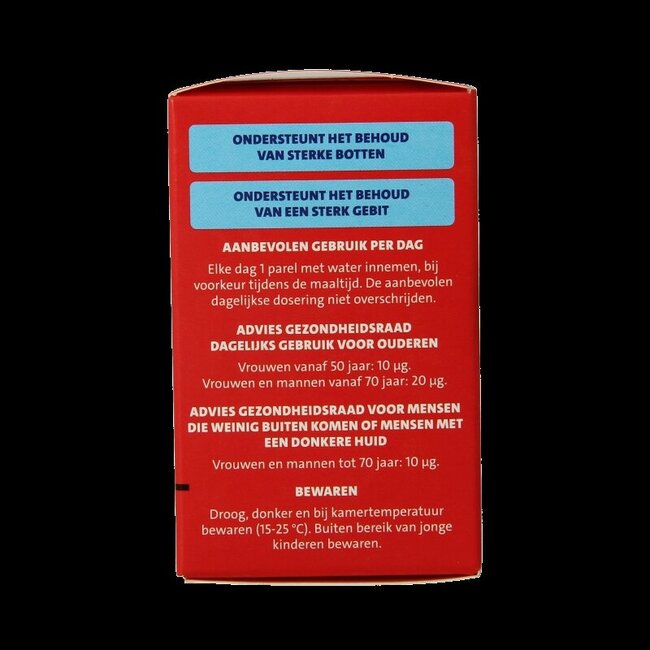 ONDERSTEUNT HET BEHOUD
VAN STERKE BOTTEN
ONDERSTEUNT HET BEHOUD
VAN EEN STERK GEBIT
AANBEVOLEN GEBRUIK PER DAG
Elke dag 1 parel met water innemen, bij
voorkeur tijdens de maaltijd. De aanbevolen
dagelijkse dosering niet overschrijden.
ADVIES GEZONDHEIDSRAAD
DAGELIJKS GEBRUIK VOOR OUDEREN
Vrouwen vanaf 50 jaar: 10 µg.
Vrouwen en mannen vanaf 70 jaar: 20 µg.
ADVIES GEZONDHEIDSRAAD VOOR MENSEN
DIE WEINIG BUITEN KOMEN OF MENSEN MET
EEN DONKERE HUID
Vrouwen en mannen tot 70 jaar: 10 µg.
BEWAREN
Droog, donker en bij kamertemperatuur
bewaren (15-25 °C). Buiten bereik van jonge
kinderen bewaren.